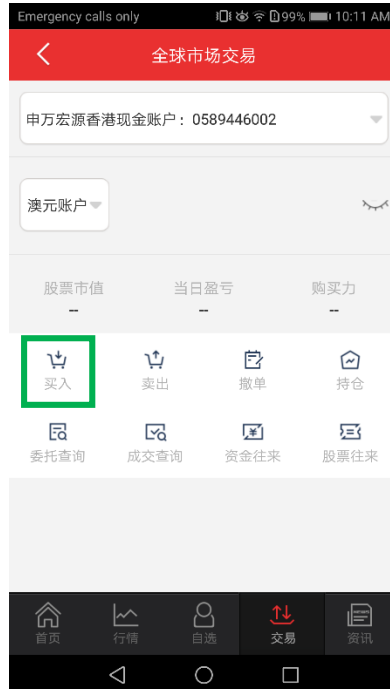 Emergency calls only 99% 10:11 AM
全球市场交易
申万宏源香港现金账户：0589446002
澳元账户
股票市值 当日盈亏 购买力
-- -- --
买入 卖出 撤单 持仓
委托查询 成交查询 资金往来 股票往来
首页 行情 自选 交易 资讯